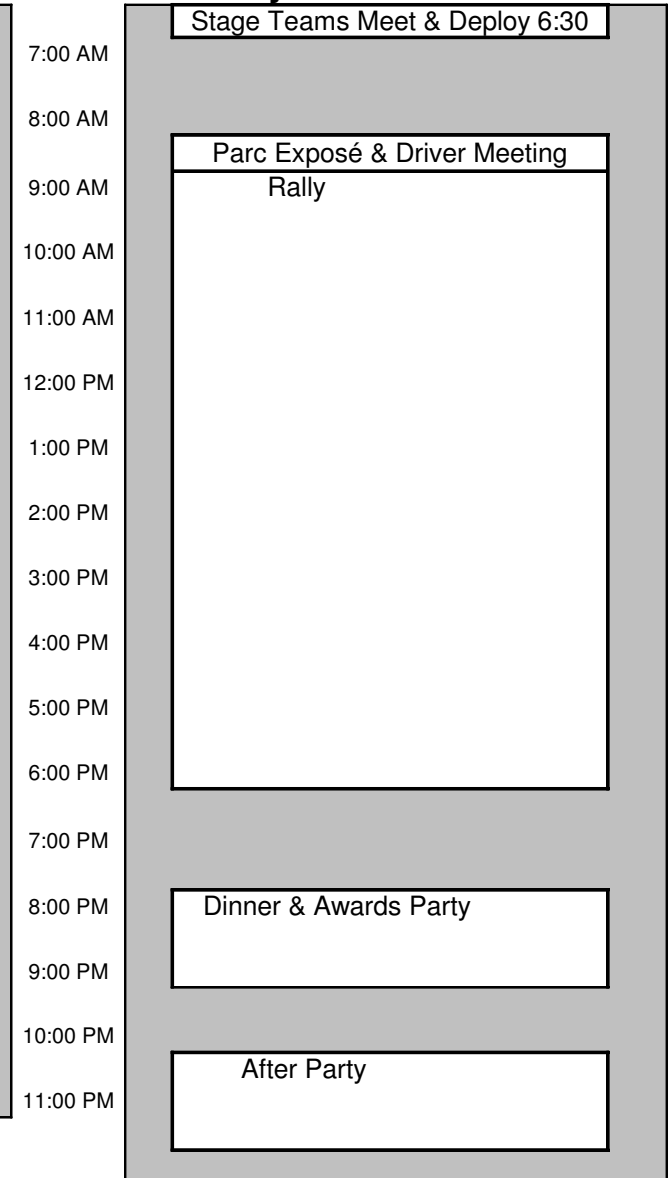 Stage Teams Meet & Deploy 6:30
7:00 AM
8:00 AM
Parc Exposé & Driver Meeting
9:00 AM Rally
10:00 AM
11:00 AM
12:00 PM
1:00 PM
2:00 PM
3:00 PM
4:00 PM
5:00 PM
6:00 PM
7:00 PM
8:00 PM Dinner & Awards Party
9:00 PM
10:00 PM
After Party
11:00 PM